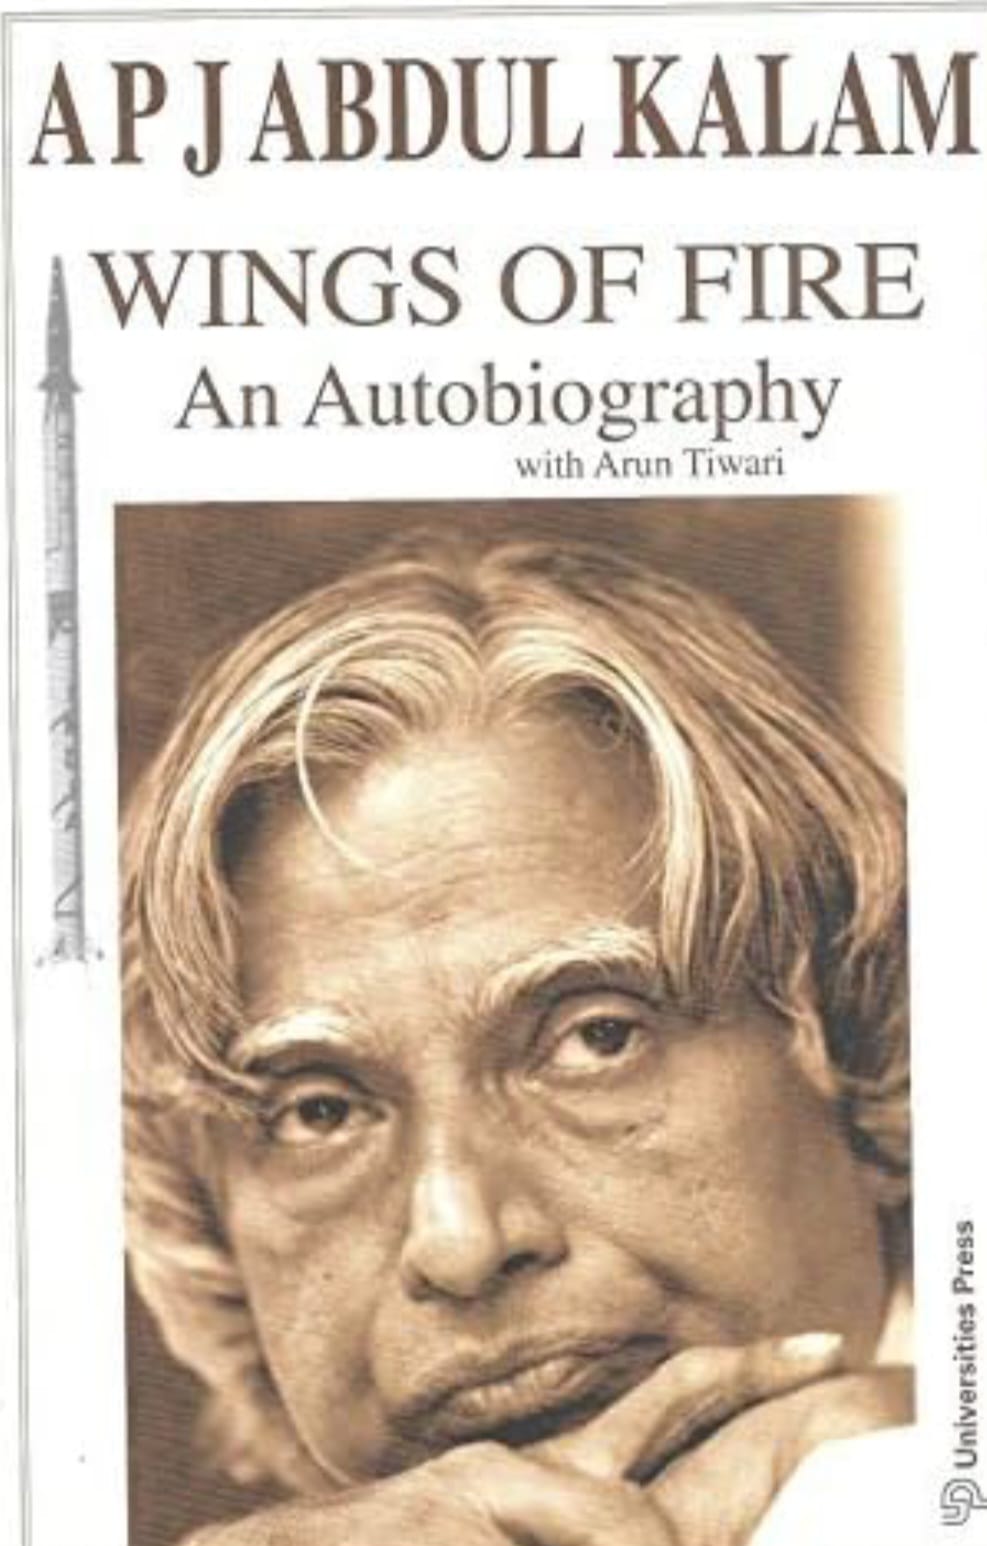 A P J ABDUL KALAM
WINGS OF FIRE
An Autobiography
with Arun Tiwari
Universities Press